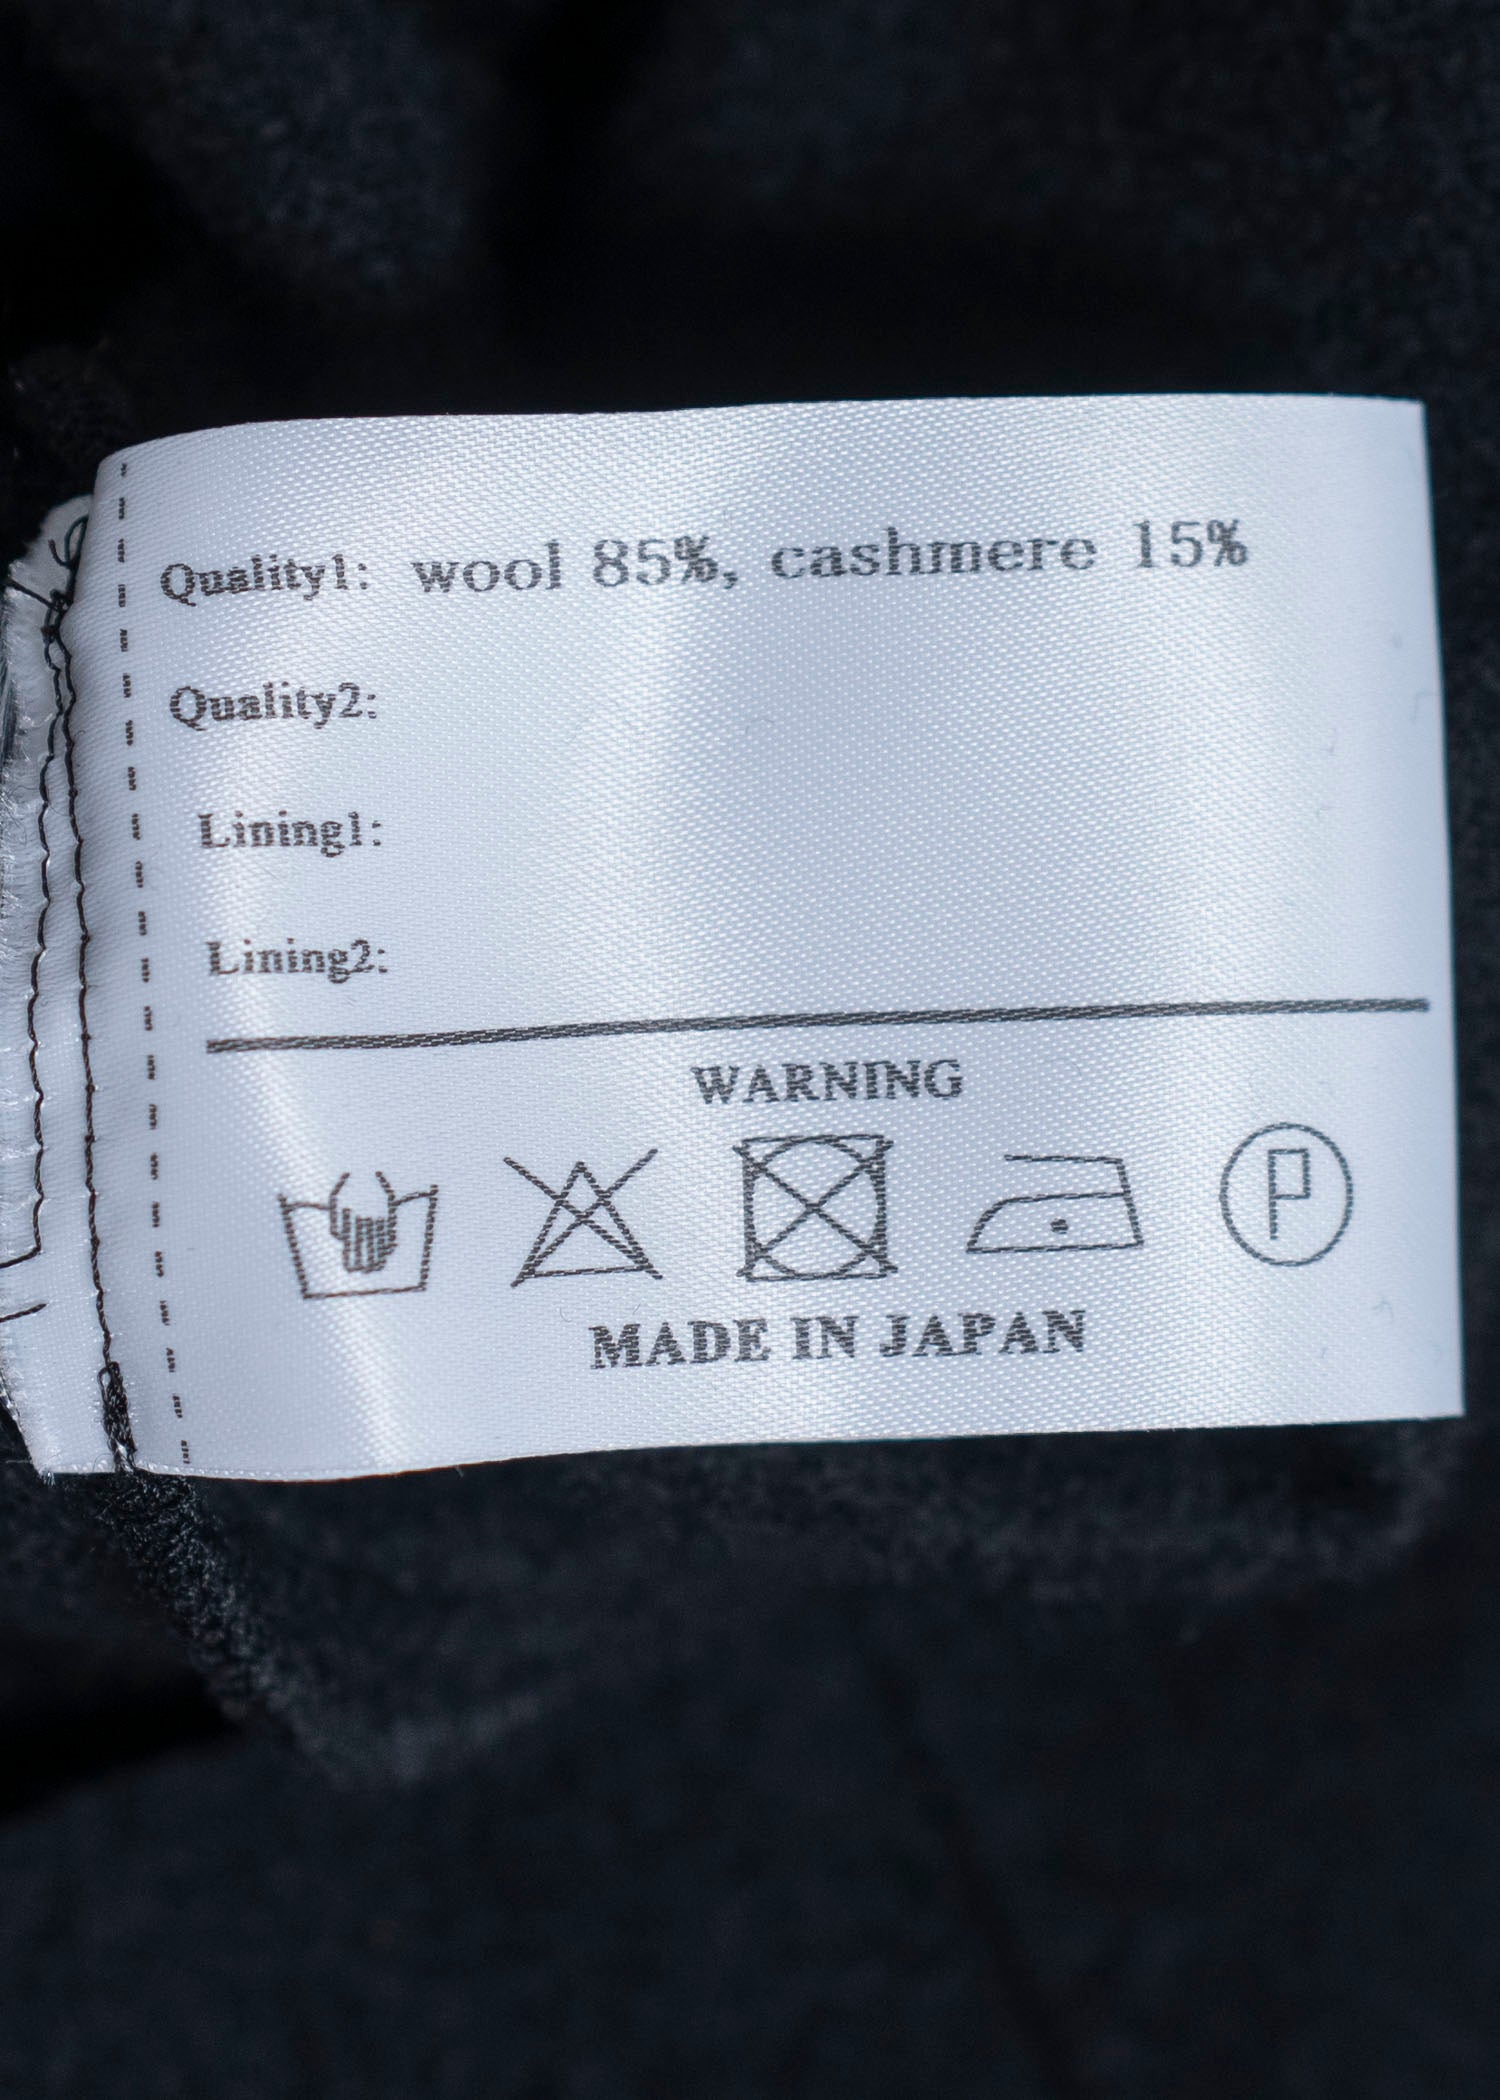 Quality1: wool 85%, cashmere 15%
Quality2:
Lining1:
Lining2:
WARNING
P
MADE IN JAPAN